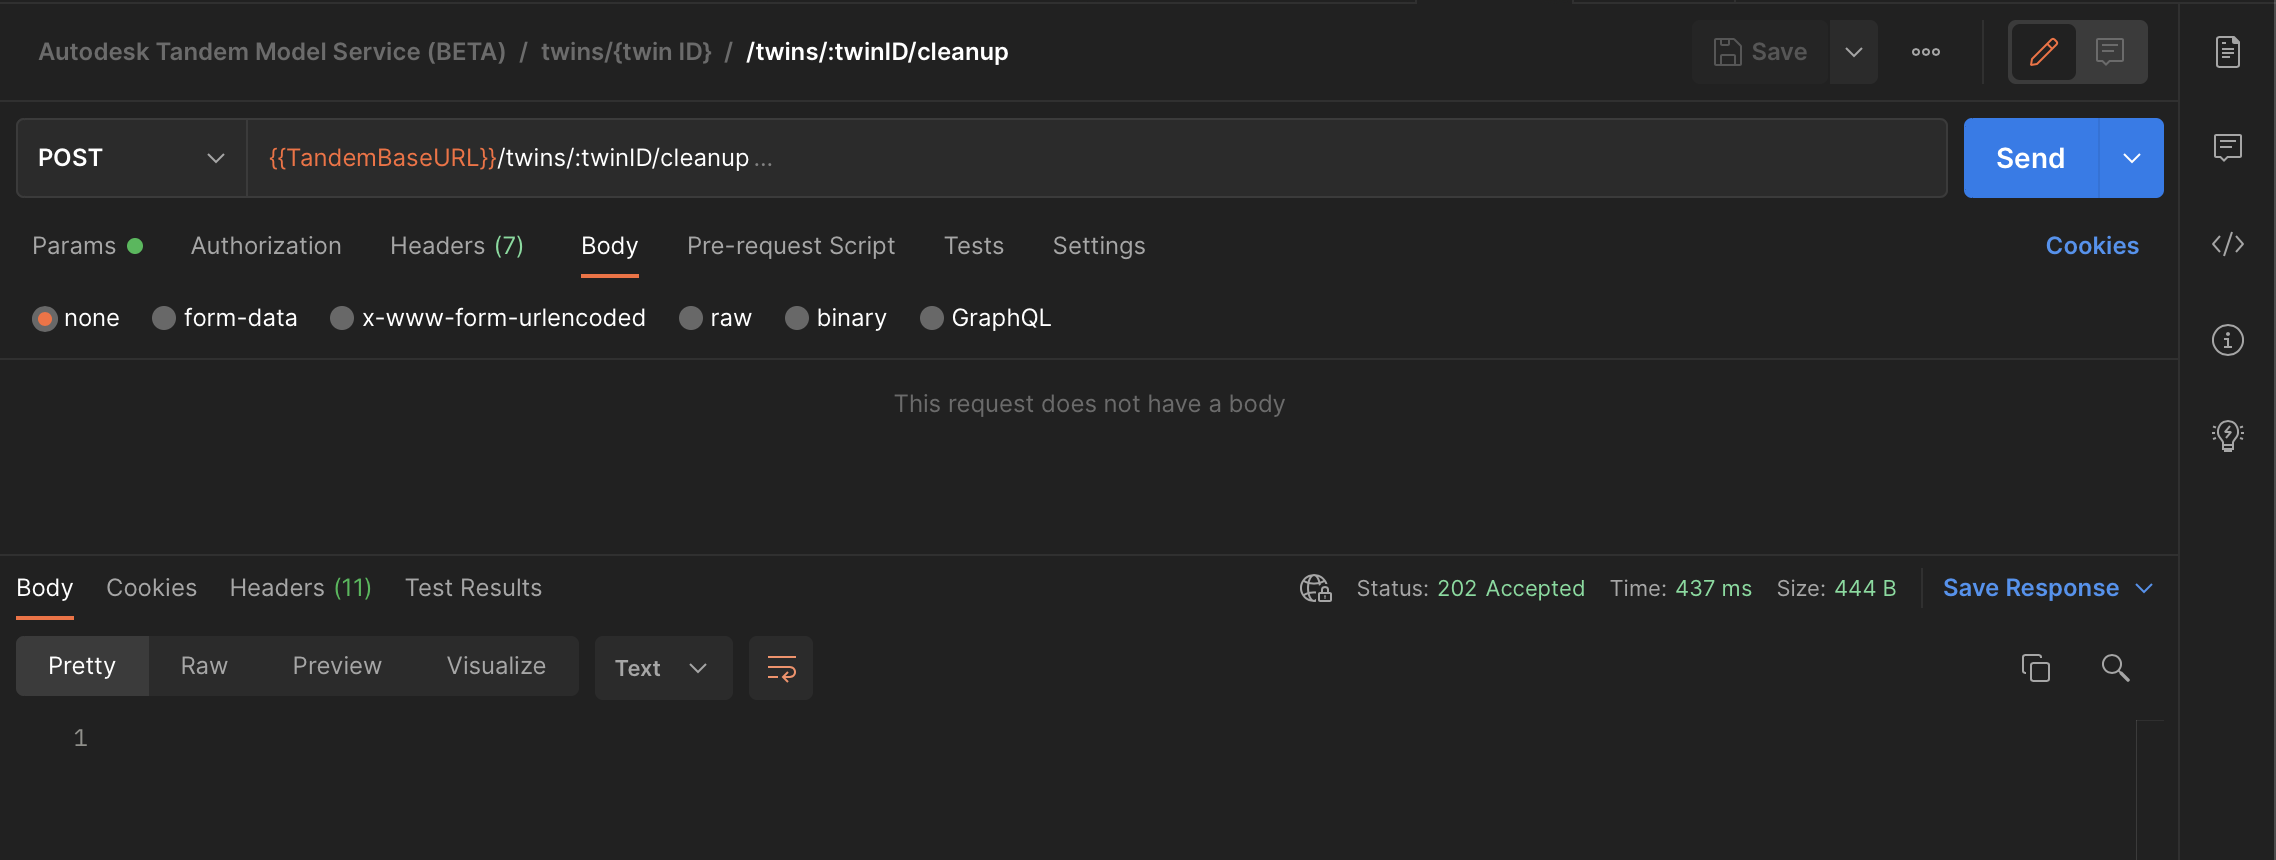 Autodesk Tandem Model Service (BETA) / twins/{twin ID} / /twins/:twinID/cleanup Save
POST {{TandemBaseURL}}/twins/:twinID/cleanup ... Send
Params Authorization Headers (7) Body Pre-request Script Tests Settings Cookies
none form-data x-www-form-urlencoded raw binary GraphQL
This request does not have a body
Body Cookies Headers (11) Test Results Status: 202 Accepted Time: 437 ms Size: 444 B Save Response
Pretty Raw Preview Visualize Text
1